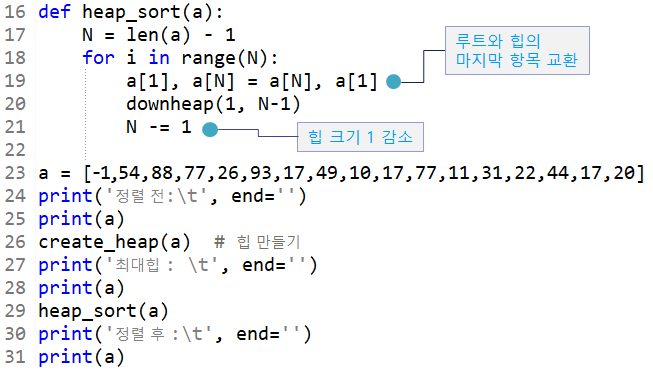 16 def heap_sort(a):
17     N = len(a) - 1
18     for i in range(N):
19         a[1], a[N] = a[N], a[1]
루트와 힙의
마지막 항목 교환
20         downheap(1, N-1)
21         N -= 1
힙 크기 1 감소
22
23 a = [-1,54,88,77,26,93,17,49,10,17,77,11,31,22,44,17,20]
24 print('정렬 전:\t', end='')
25 print(a)
26 create_heap(a)  # 힙 만들기
27 print('최대힙 : \t', end='')
28 print(a)
29 heap_sort(a)
30 print('정렬 후 :\t', end='')
31 print(a)